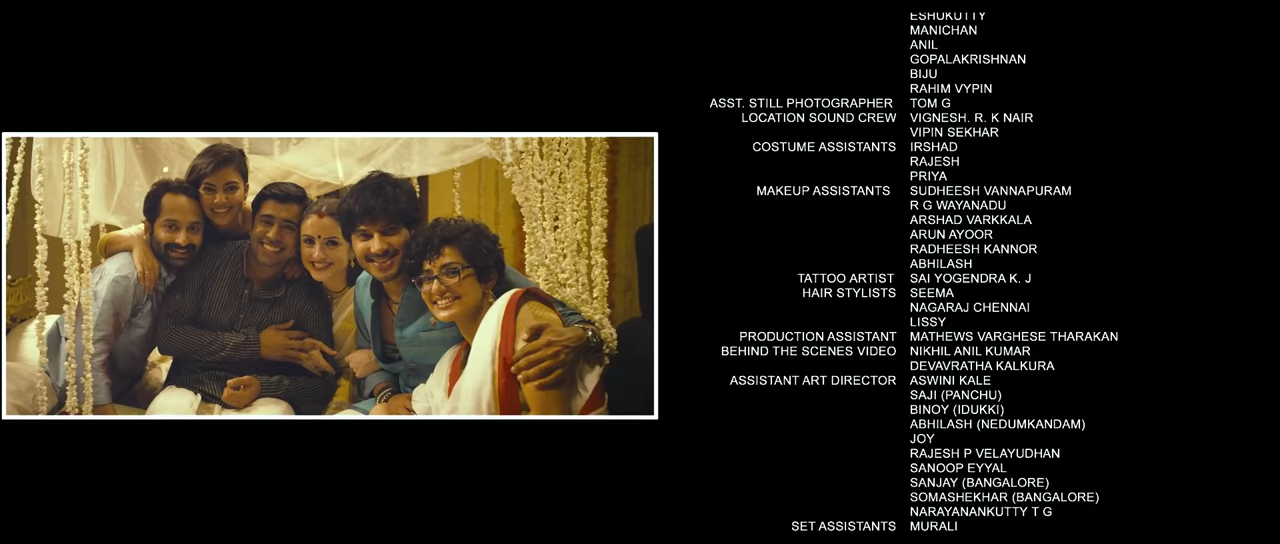 ESHUKUTTY
MANICHAN
ANIL
GOPALAKRISHNAN
BIJU
RAHIM VYPIN
ASST. STILL PHOTOGRAPHER TOM G
LOCATION SOUND CREW VIGNESH. R. K NAIR
VIPIN SEKHAR
COSTUME ASSISTANTS IRSHAD
RAJESH
PRIYA
MAKEUP ASSISTANTS SUDHEESH VANNAPURAM
R G WAYANADU
ARSHAD VARKKALA
ARUN AYOOR
RADHEESH KANNOR
ABHILASH
TATTOO ARTIST SAI YOGENDRA K. J
HAIR STYLISTS SEEMA
NAGARAJ CHENNAI
LISSY
PRODUCTION ASSISTANT MATHEWS VARGHESE THARAKAN
BEHIND THE SCENES VIDEO NIKHIL ANIL KUMAR
DEVAVRATHA KALKURA
ASSISTANT ART DIRECTOR ASWINI KALE
SAJI (PANCHU)
BINOY (IDUKKI)
ABHILASH (NEDUMKANDAM)
JOY
RAJESH P VELAYUDHAN
SANOOP EYYAL
SANJAY (BANGALORE)
SOMASHEKHAR (BANGALORE)
NARAYANANKUTTY T G
SET ASSISTANTS MURALI